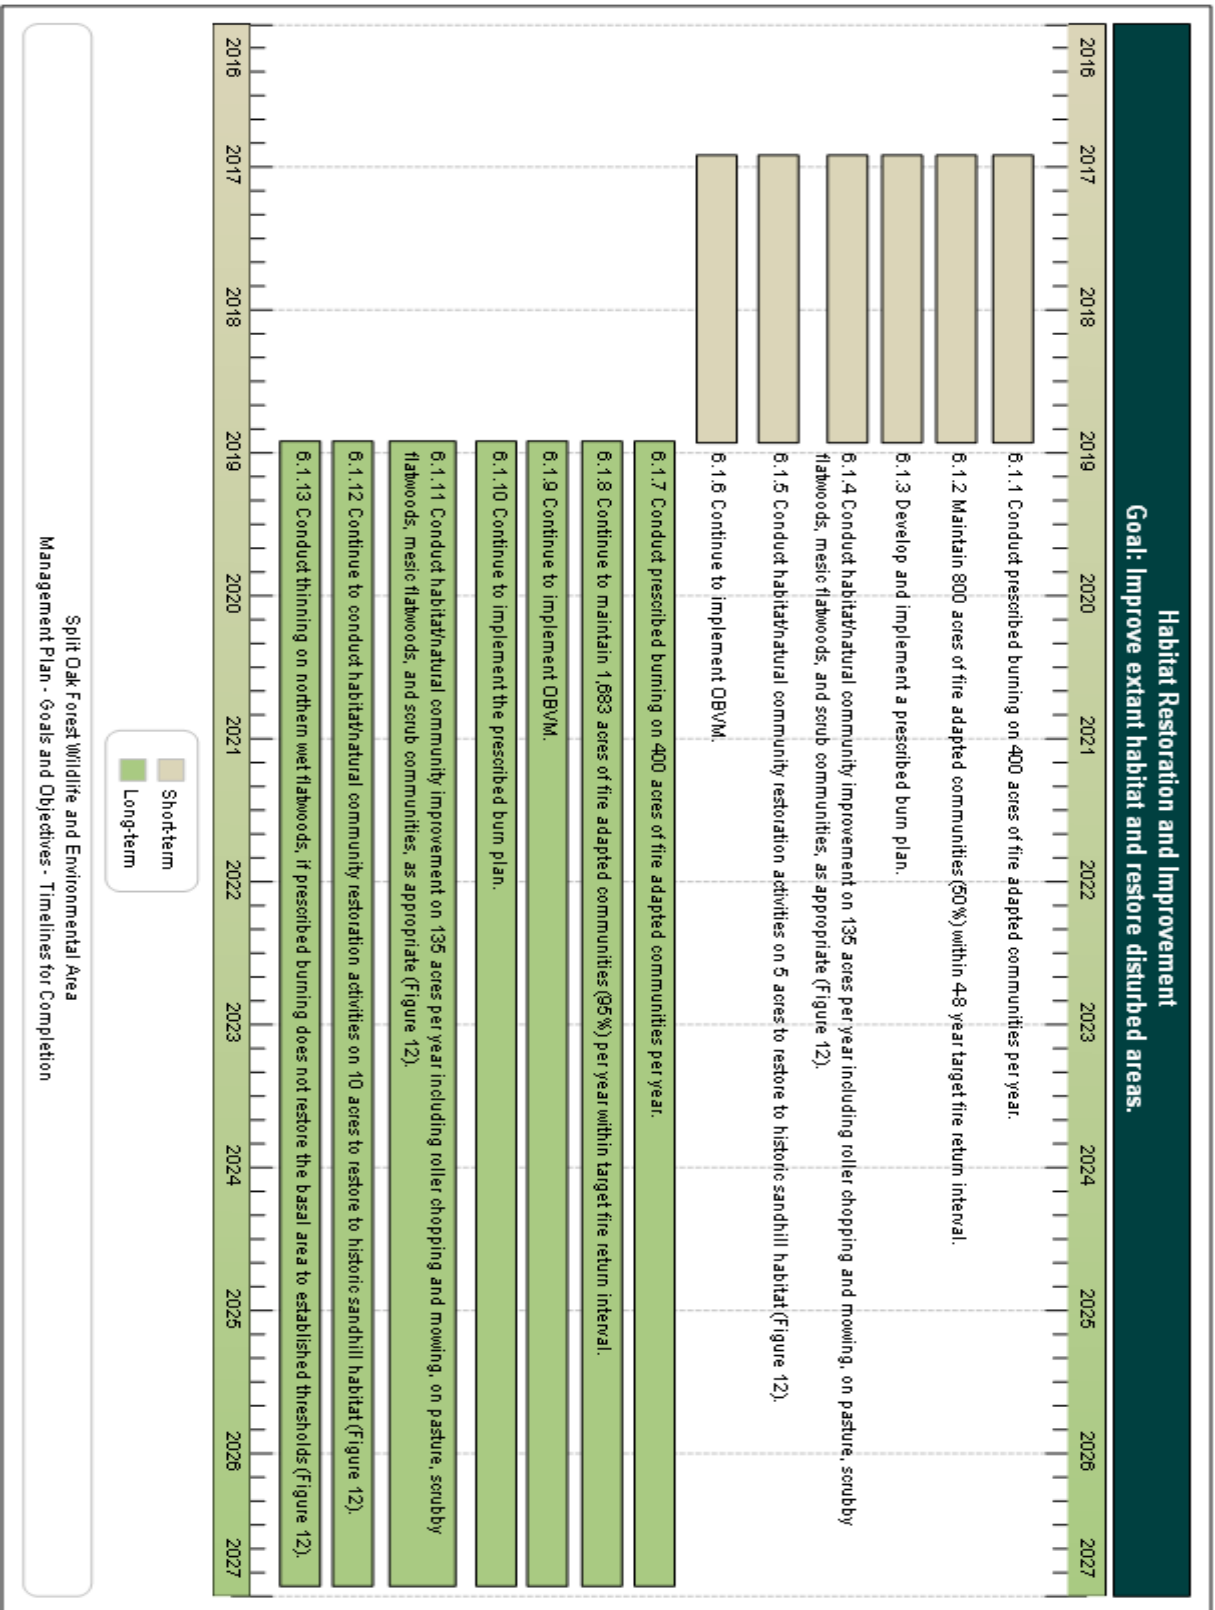 Habitat Restoration and Improvement
Goal: Improve extant habitat and restore disturbed areas.
2016 2017 2018 2019 2020 2021 2022 2023 2024 2025 2026 2027
6.1.1 Conduct prescribed burning on 400 acres of fire adapted communities per year.
6.1.2 Maintain 800 acres of fire adapted communities (50%) within 4-8 year target fire return interval.
6.1.3 Develop and implement a prescribed burn plan.
6.1.4 Conduct habitat/natural community improvement on 135 acres per year including roller chopping and mowing, on pasture, scrubby
flatwoods, mesic flatwoods, and scrub communities, as appropriate (Figure 12).
6.1.5 Conduct habitat/natural community restoration activities on 5 acres to restore to historic sandhill habitat (Figure 12).
6.1.6 Continue to implement OBVM.
6.1.7 Conduct prescribed burning on 400 acres of fire adapted communities per year.
6.1.8 Continue to maintain 1,683 acres of fire adapted communities (95%) per year within target fire return interval.
6.1.9 Continue to implement OBVM.
6.1.10 Continue to implement the prescribed burn plan.
6.1.11 Conduct habitat/natural community improvement on 135 acres per year including roller chopping and mowing, on pasture, scrubby
flatwoods, mesic flatwoods, and scrub communities, as appropriate (Figure 12).
6.1.12 Continue to conduct habitat/natural community restoration activities on 10 acres to restore to historic sandhill habitat (Figure 12).
6.1.13 Conduct thinning on northern wet flatwoods, if prescribed burning does not restore the basal area to established thresholds (Figure 12).
2016 2017 2018 2019 2020 2021 2022 2023 2024 2025 2026 2027
Short-term
Long-term
Split Oak Forest Wildlife and Environmental Area
Management Plan - Goals and Objectives - Timelines for Completion